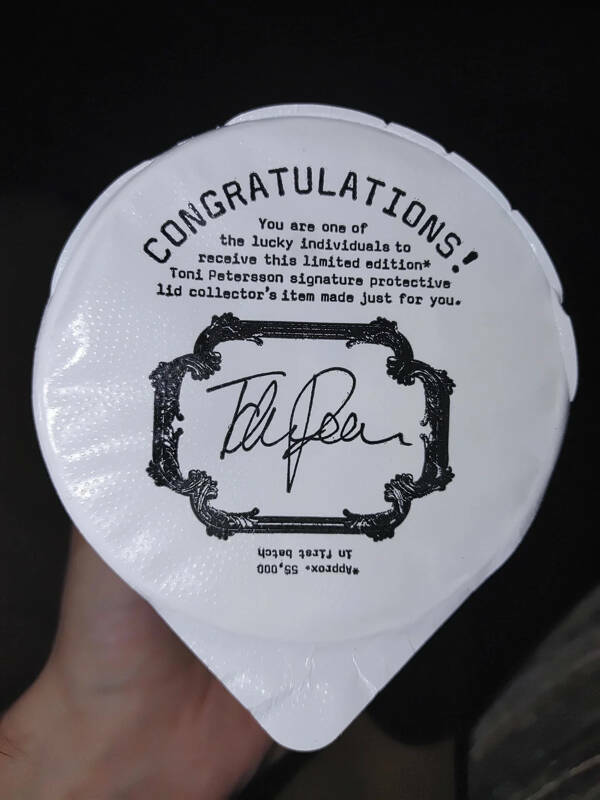 CONGRATULATIONS!
You are one of
the lucky individuals to
receive this limited edition*
Toni Petersson signature protective
lid collector's item made just for you.
*Approx. 55,000
in first batch